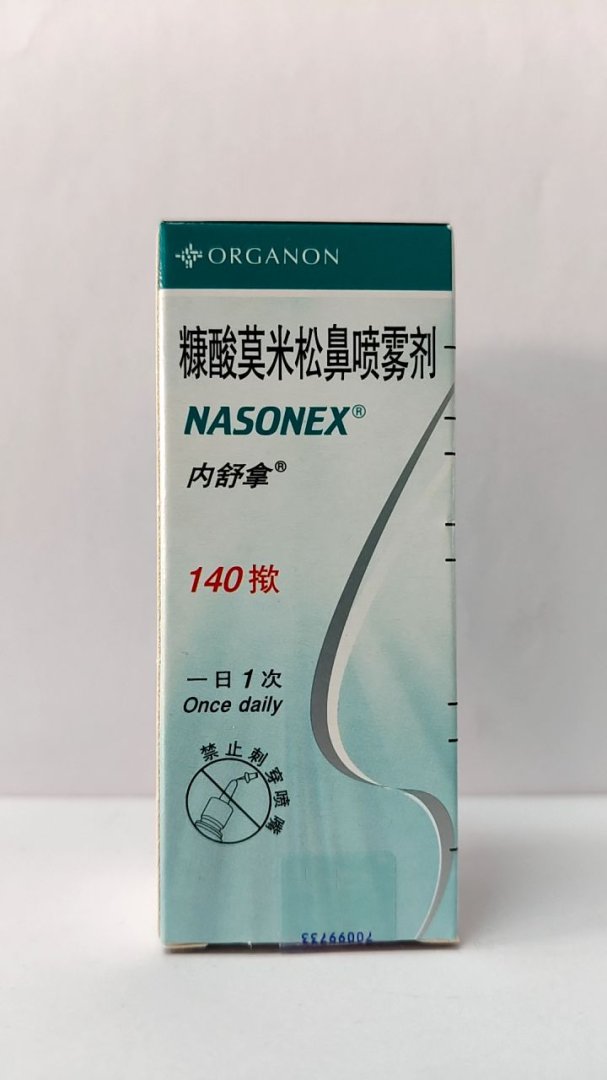 ORGANON
糠酸莫米松鼻喷雾剂
NASONEX®
内舒拿®
140揿
一日1次
Once daily
禁止刺穿喷嘴
70099733